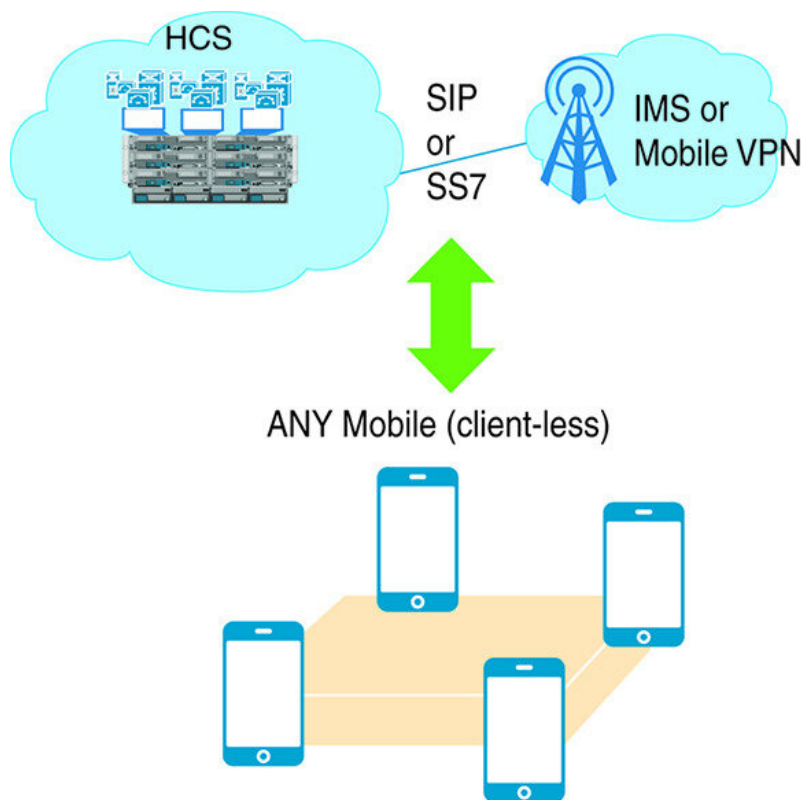 HCS
SIP
or
SS7
IMS or
Mobile VPN
ANY Mobile (client-less)